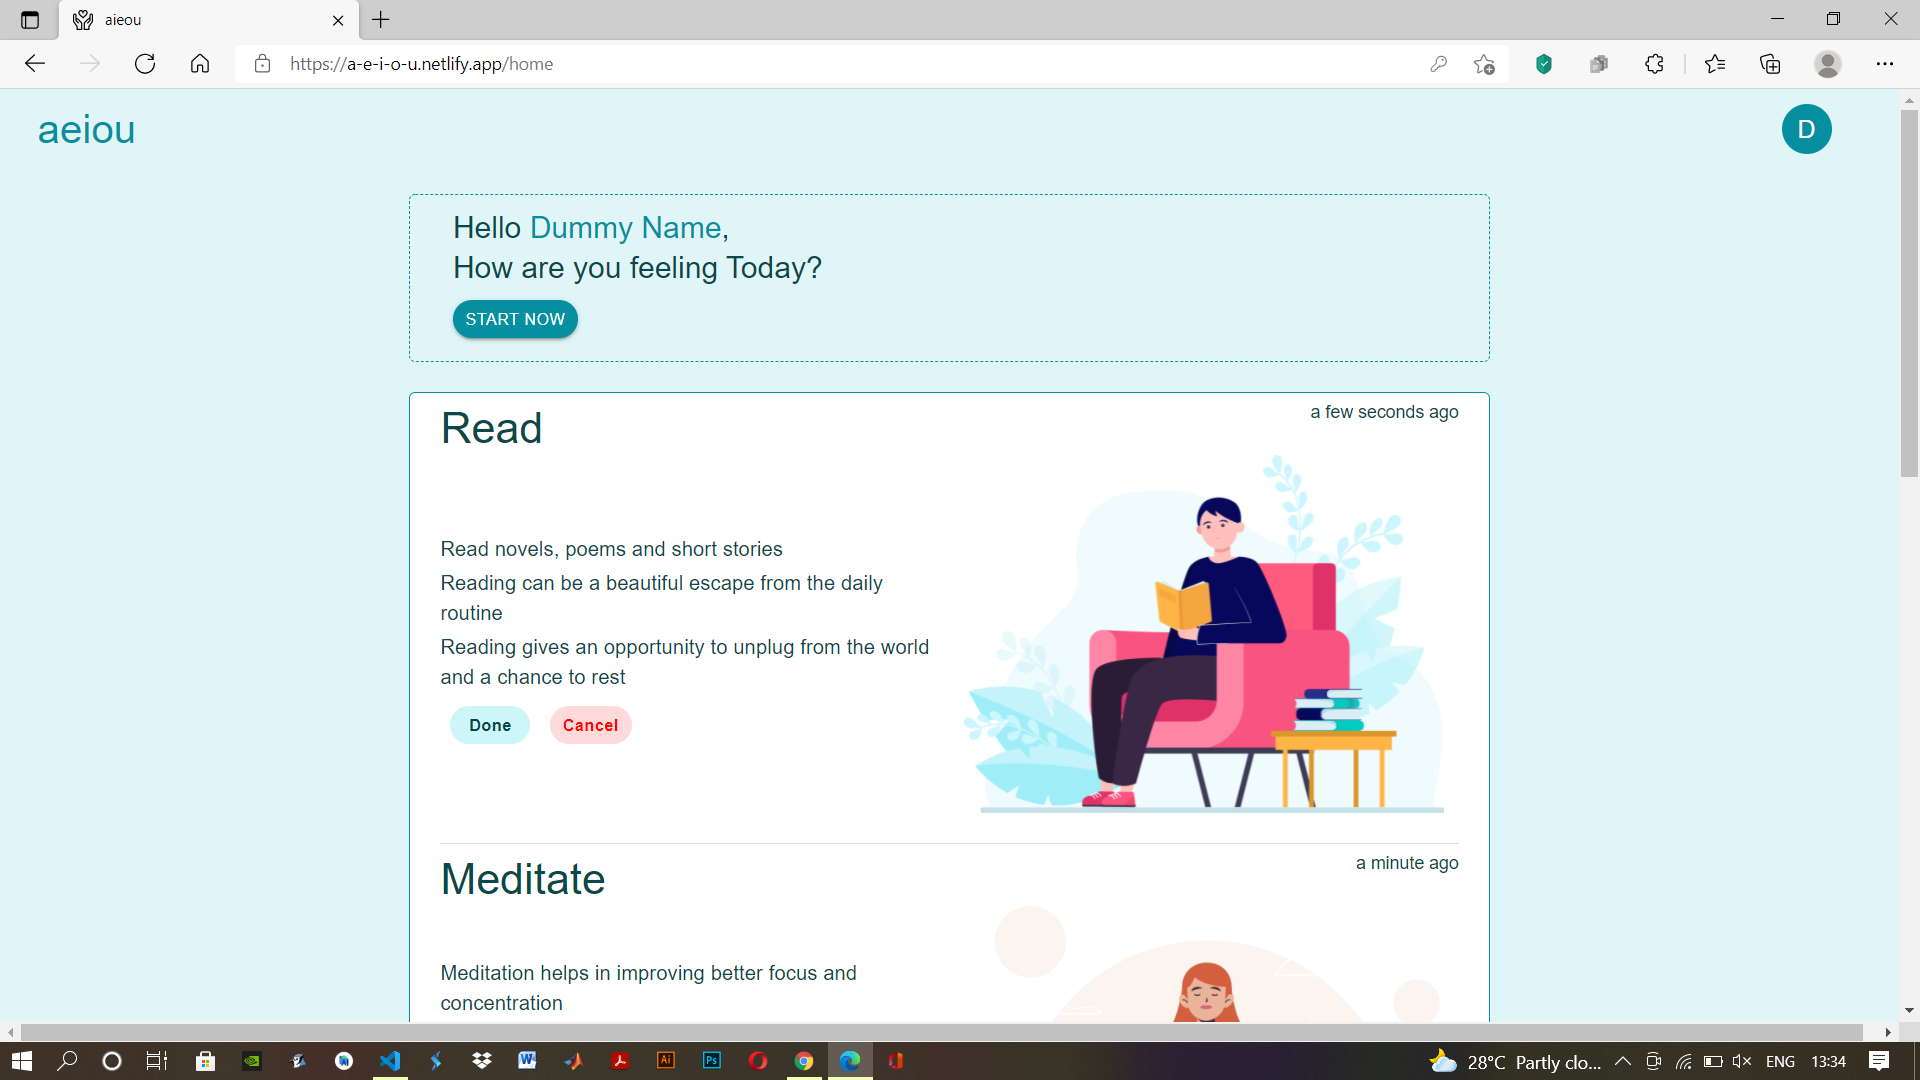 aieou
https://a-e-i-o-u.netlify.app/home
aeiou
D
Hello Dummy Name,
How are you feeling Today?
START NOW
Read
a few seconds ago
Read novels, poems and short stories
Reading can be a beautiful escape from the daily
routine
Reading gives an opportunity to unplug from the world
and a chance to rest
Done
Cancel
Meditate
a minute ago
Meditation helps in improving better focus and
concentration
W
Ai
Ps
28°C Partly clo...
ENG
13:34